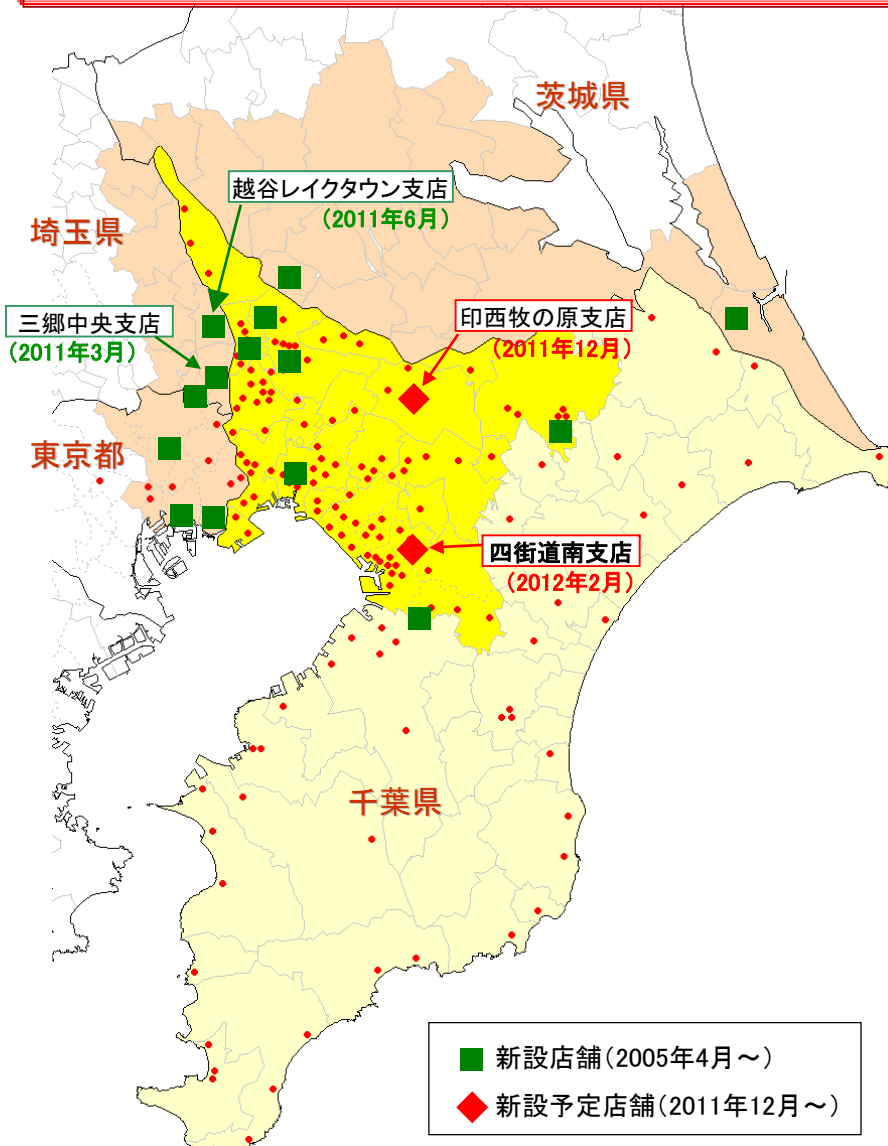 茨城県
越谷レイクタウン支店
（2011年6月）
埼玉県
三郷中央支店
（2011年3月）
印西牧の原支店
（2011年12月）
東京都
四街道南支店
（2012年2月）
千葉県
新設店舗（2005年4月～）
新設予定店舗（2011年12月～）